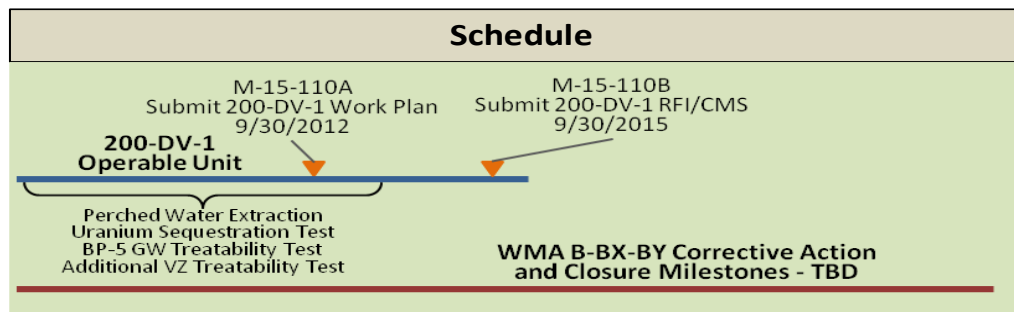 Schedule
M-15-110A
Submit 200-DV-1 Work Plan
9/30/2012
M-15-110B
Submit 200-DV-1 RFI/CMS
9/30/2015
200-DV-1
Operable Unit
Perched Water Extraction
Uranium Sequestration Test
BP-5 GW Treatability Test
Additional VZ Treatability Test
WMA B-BX-BY Corrective Action
and Closure Milestones - TBD